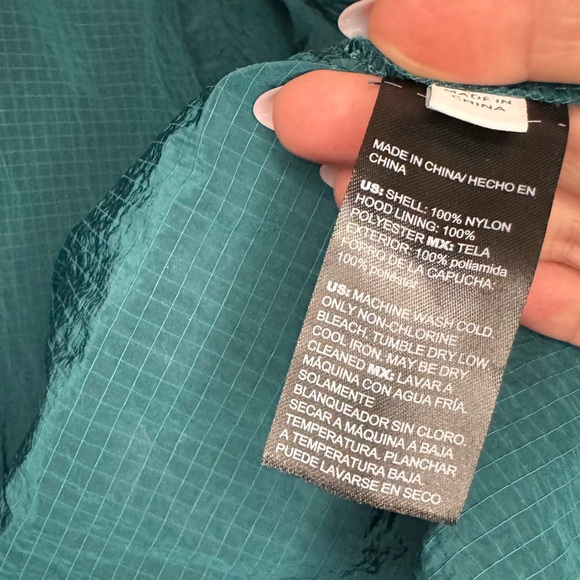 MADE IN
CHINA
MADE IN CHINA/ HECHO EN
CHINA
US: SHELL: 100% NYLON
HOOD LINING: 100%
POLYESTER MX: TELA
EXTERIOR: 100% poliamida
FORRO DE LA CAPUCHA:
100% poliéster
US: MACHINE WASH COLD.
ONLY NON-CHLORINE
BLEACH, TUMBLE DRY LOW.
COOL IRON. MAY BE DRY
CLEANED MX: LAVAR A
MÁQUINA CON AGUA FRÍA.
SOLAMENTE
BLANQUEADOR SIN CLORO.
SECAR A MÁQUINA A BAJA
A TEMPERATURA. PLANCHAR
A TEMPERATURA BAJA.
PUEDE LAVARSE EN SECO